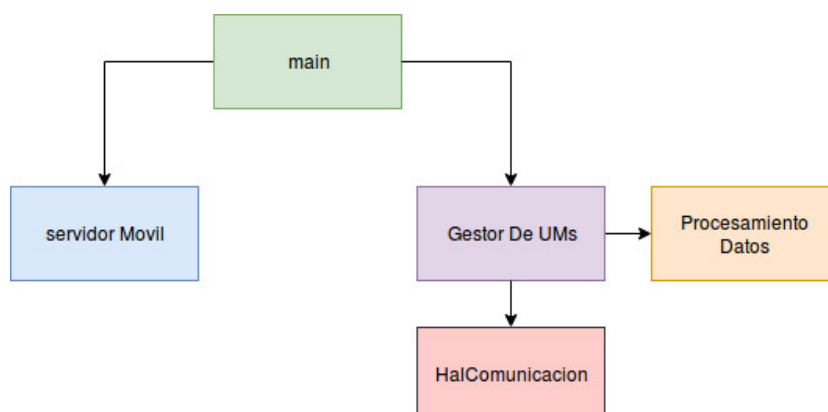 main
servidor Movil
Gestor De UMs
Procesamiento
Datos
HalComunicacion